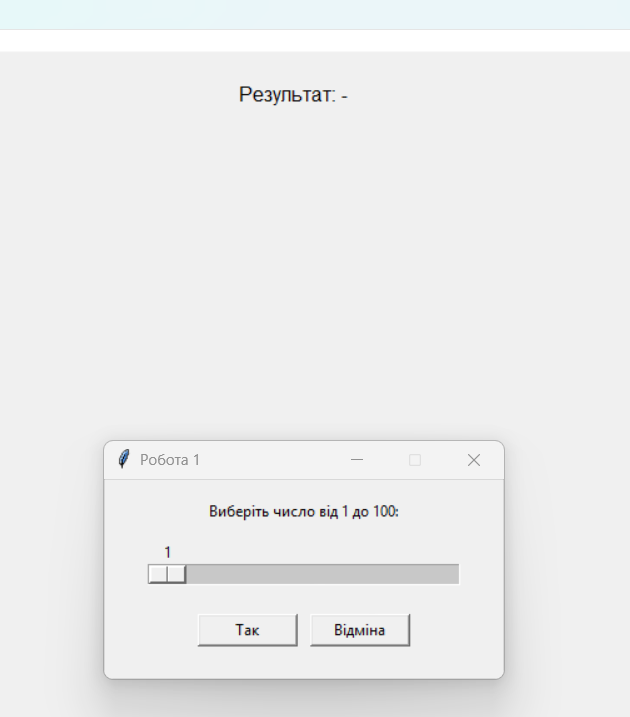 Результат: -
Робота 1
Виберіть число від 1 до 100:
1
Так Відміна